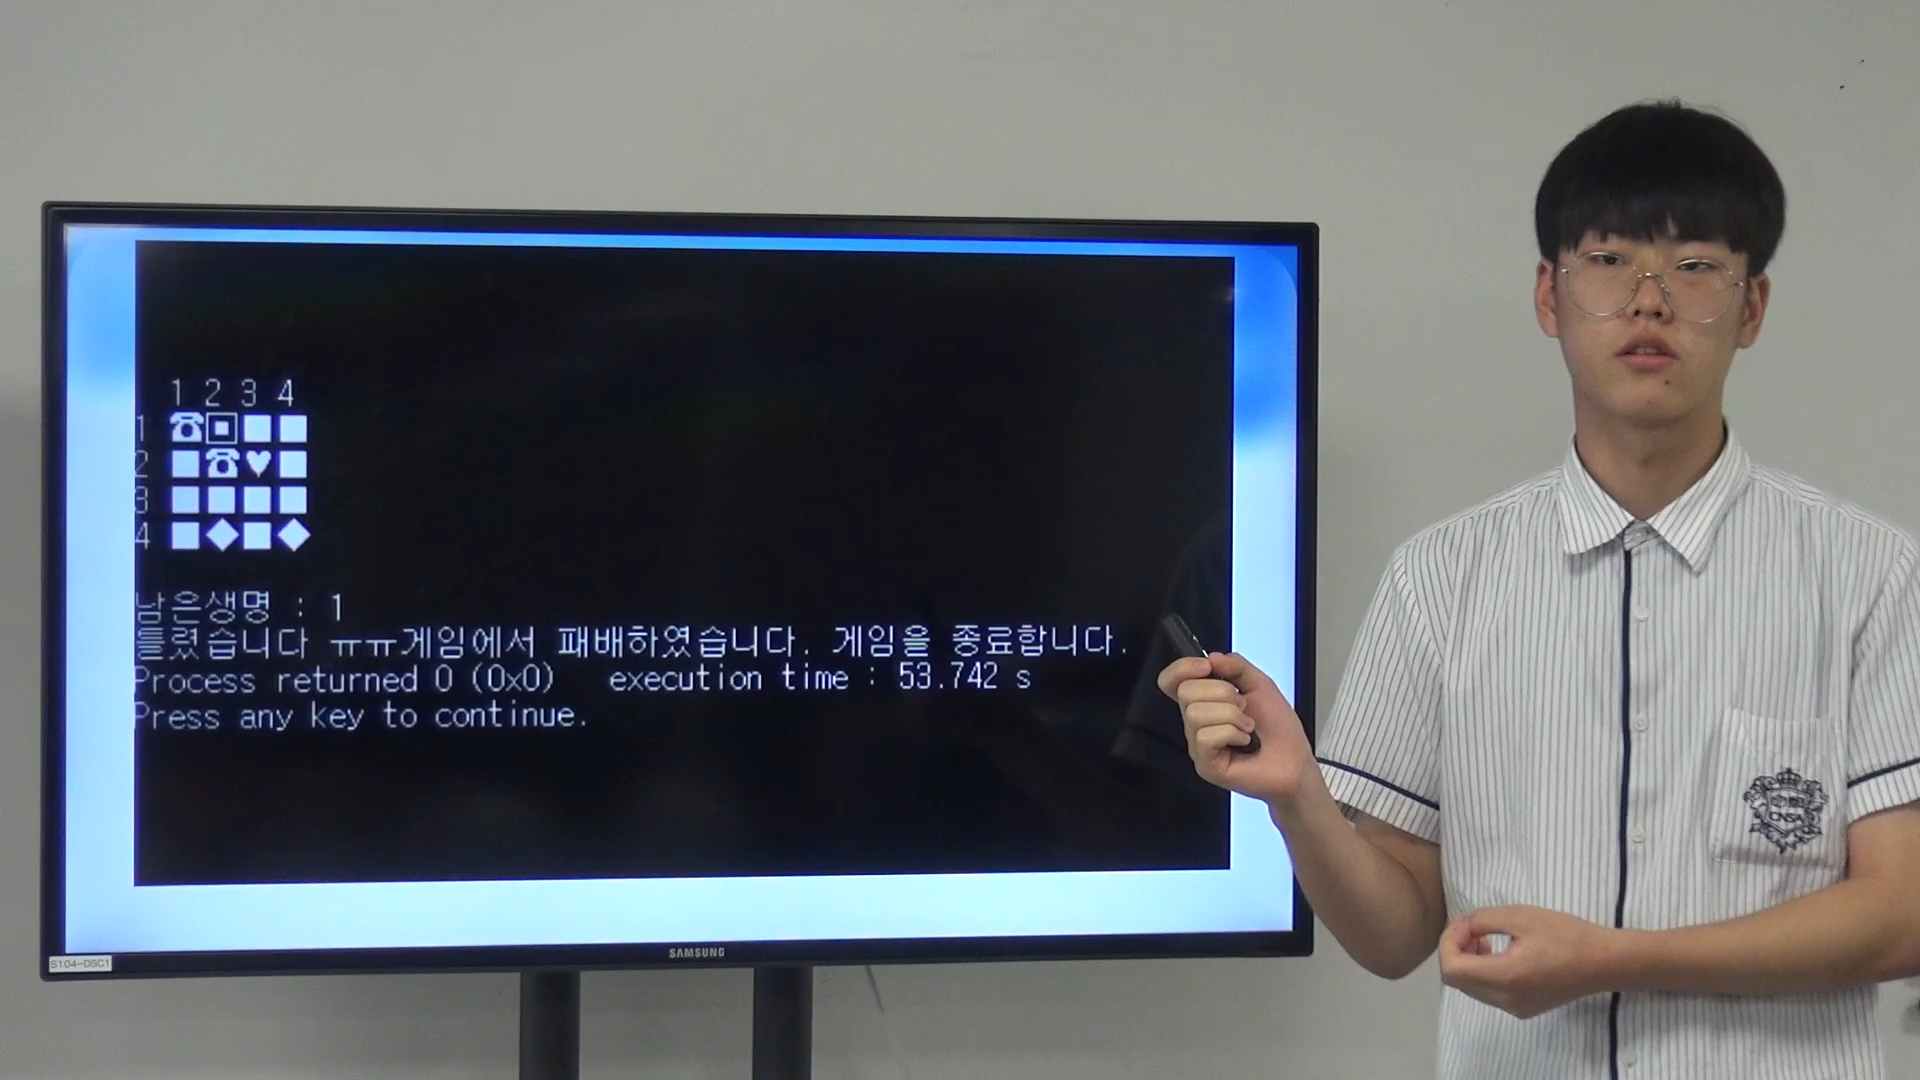 1 2 3 4
1 ☎▣■■
2 ■☎♥■
3 ■■■■
4 ■◆■◆
남은생명 : 1
틀렸습니다 ㅠㅠ게임에서 패배하였습니다. 게임을 종료합니다.
Process returned 0 (0x0) execution time : 53.742 s
Press any key to continue.
SAMSUNG
S104-DSC1
CNSA